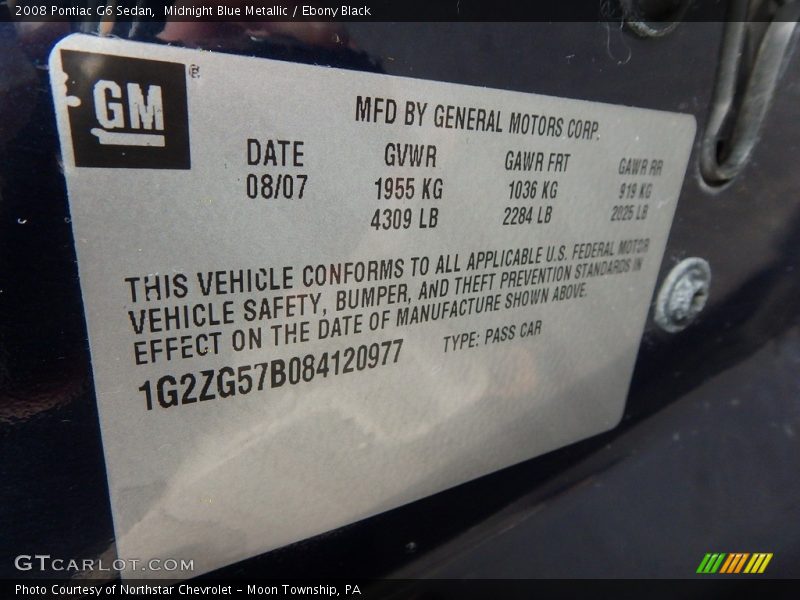 2008 Pontiac G6 Sedan, Midnight Blue Metallic / Ebony Black
GM
MFD BY GENERAL MOTORS CORP.
DATE GVWR GAWR FRT GAWR RR
08/07 1955 KG 1036 KG 919 KG
4309 LB 2284 LB 2025 LB
THIS VEHICLE CONFORMS TO ALL APPLICABLE U.S. FEDERAL MOTOR
VEHICLE SAFETY, BUMPER, AND THEFT PREVENTION STANDARDS IN
EFFECT ON THE DATE OF MANUFACTURE SHOWN ABOVE.
1G2ZG57B084120977 TYPE: PASS CAR
GTCARLOT.COM
Photo Courtesy of Northstar Chevrolet - Moon Township, PA